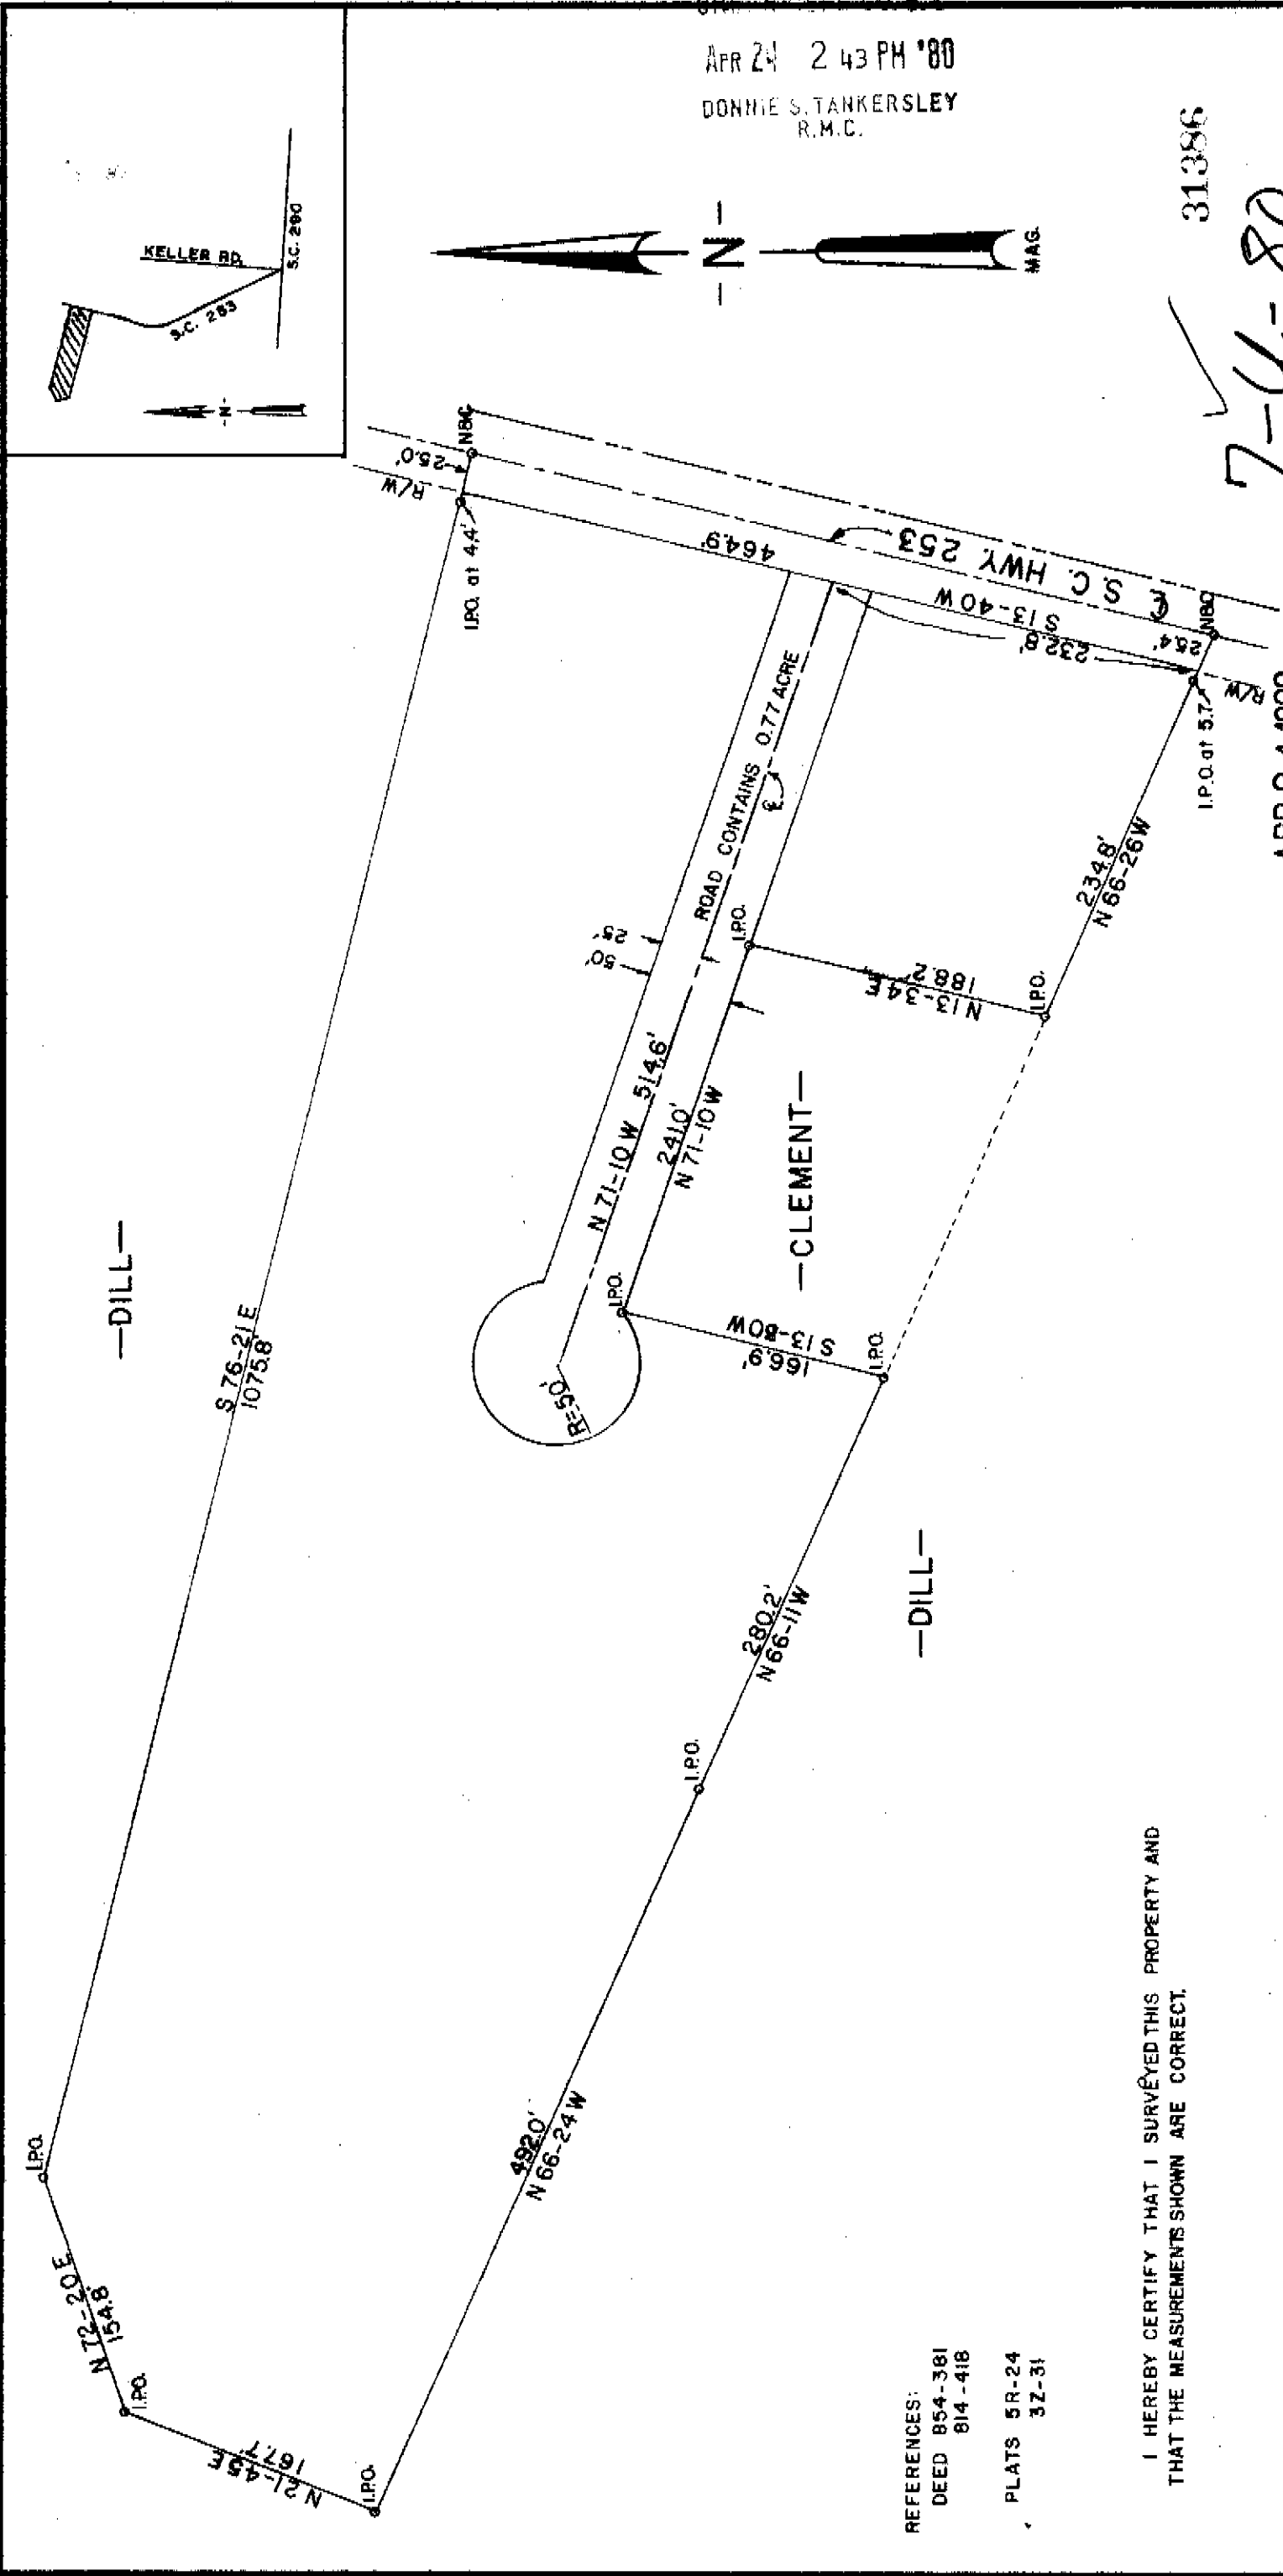 APR 24 2 43 PM '80
DONNIE S. TANKERSLEY
R.M.C.
KELLER RD.
S.C. 253
S.C. 290
-N-
-N-
MAG.
31386
—DILL—
S 76-21 E
1075.8'
I.P.O.
N 72-20 E
154.8'
I.P.O.
N 21-45 E
167.7'
I.P.O.
492.0'
N 66-24 W
I.P.O.
280.2'
N 66-11 W
I.P.O.
—DILL—
166.9'
S 13-80 W
I.P.O.
R=50'
N 71-10 W 514.6'
241.0'
N 71-10 W
—CLEMENT—
50'
25'
ROAD CONTAINS 0.77 ACRE
℄
I.P.O.
N 13-34 E
188.2'
I.P.O.
234.8'
N 66-26 W
I.P.O. at 5.7'
R/W
25.4'
NB.C
232.8'
S 13-40 W
℄ S.C. HWY. 253
464.9'
I.P.O. at 4.4'
R/W
25.0'
NB.C
REFERENCES:
DEED 854-381
814-418
PLATS 5R-24
3Z-31
I HEREBY CERTIFY THAT I SURVEYED THIS PROPERTY AND
THAT THE MEASUREMENTS SHOWN ARE CORRECT.